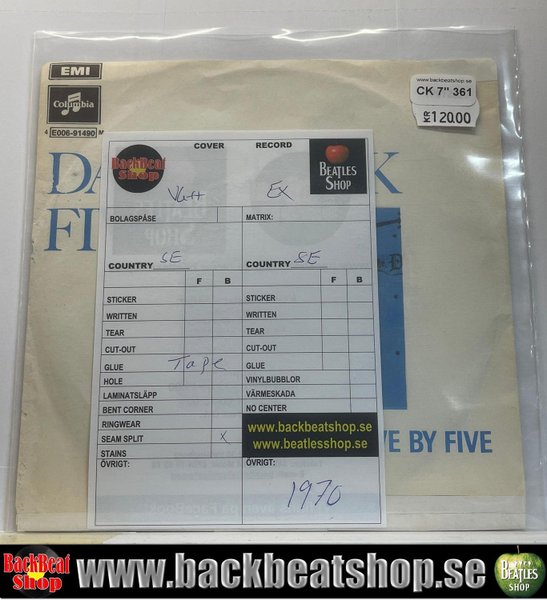 EMI
Columbia
4 E006-91490 M
www.backbeatshop.se
CK 7" 361
KR 120.00
DA K
FI
VE BY FIVE
BackBeat Shop
COVER RECORD
BEATLES SHOP
EX
BOLAGSPÅSE MATRIX:
COUNTRY SE COUNTRY SE
F B F B
STICKER STICKER
WRITTEN WRITTEN
TEAR TEAR
CUT-OUT CUT-OUT
GLUE Tape GLUE
HOLE VINYLBUBBLOR
LAMINATSLÄPP VÄRMESKADA
BENT CORNER NO CENTER
RINGWEAR
SEAM SPLIT X
STAINS
www.backbeatshop.se
www.beatlesshop.se
ÖVRIGT: ÖVRIGT:
1970
BackBeat Shop
www.backbeatshop.se
BEATLES SHOP